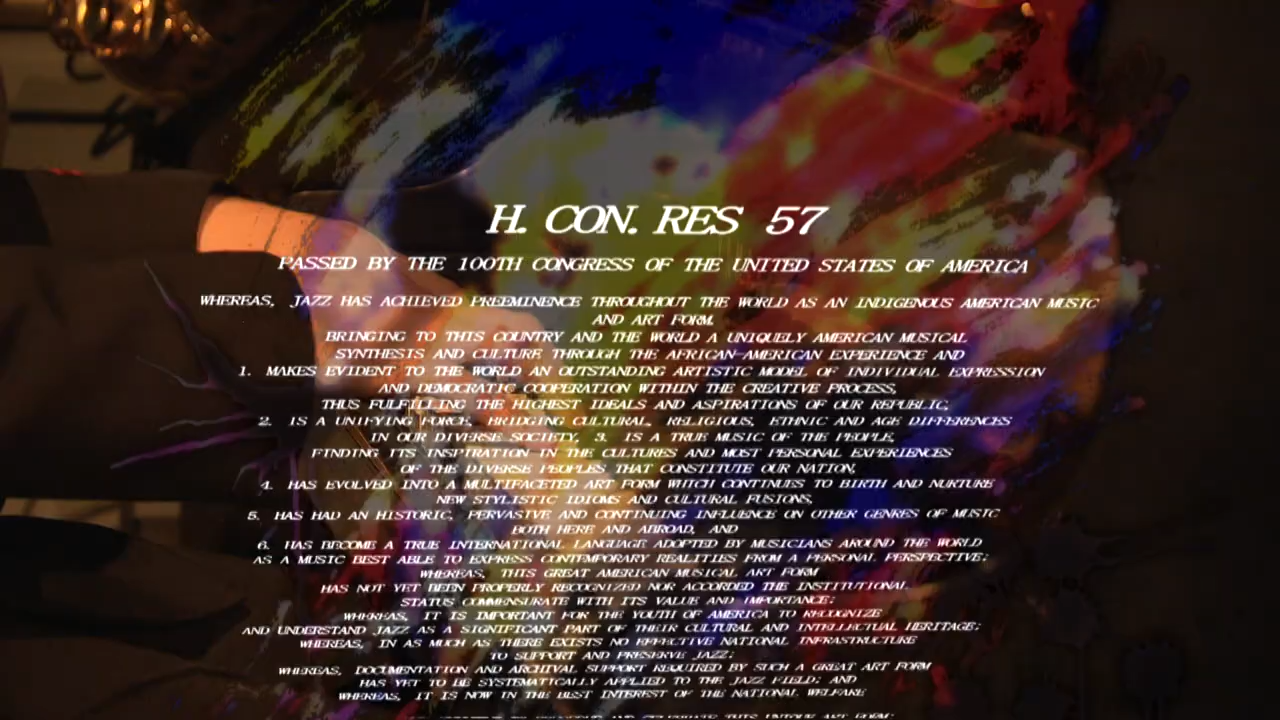 H. CON. RES 57
PASSED BY THE 100TH CONGRESS OF THE UNITED STATES OF AMERICA
WHEREAS, JAZZ HAS ACHIEVED PREEMINENCE THROUGHOUT THE WORLD AS AN INDIGENOUS AMERICAN MUSIC
AND ART FORM.
BRINGING TO THIS COUNTRY AND THE WORLD A UNIQUELY AMERICAN MUSICAL
SYNTHESIS AND CULTURE THROUGH THE AFRICAN-AMERICAN EXPERIENCE AND
1. MAKES EVIDENT TO THE WORLD AN OUTSTANDING ARTISTIC MODEL OF INDIVIDUAL EXPRESSION
AND DEMOCRATIC COOPERATION WITHIN THE CREATIVE PROCESS,
THUS FULFILLING THE HIGHEST IDEALS AND ASPIRATIONS OF OUR REPUBLIC,
2. IS A UNIFYING FORCE, BRIDGING CULTURAL, RELIGIOUS, ETHNIC AND AGE DIFFERENCES
IN OUR DIVERSE SOCIETY, 3. IS A TRUE MUSIC OF THE PEOPLE,
FINDING ITS INSPIRATION IN THE CULTURES AND MOST PERSONAL EXPERIENCES
OF THE DIVERSE PEOPLES THAT CONSTITUTE OUR NATION,
4. HAS EVOLVED INTO A MULTIFACETED ART FORM WHICH CONTINUES TO BIRTH AND NURTURE
NEW STYLISTIC IDIOMS AND CULTURAL FUSIONS,
5. HAS HAD AN HISTORIC, PERVASIVE AND CONTINUING INFLUENCE ON OTHER GENRES OF MUSIC
BOTH HERE AND ABROAD, AND
6. HAS BECOME A TRUE INTERNATIONAL LANGUAGE ADOPTED BY MUSICIANS AROUND THE WORLD
AS A MUSIC BEST ABLE TO EXPRESS CONTEMPORARY REALITIES FROM A PERSONAL PERSPECTIVE;
WHEREAS, THIS GREAT AMERICAN MUSICAL ART FORM
HAS NOT YET BEEN PROPERLY RECOGNIZED NOR ACCORDED THE INSTITUTIONAL
STATUS COMMENSURATE WITH ITS VALUE AND IMPORTANCE;
WHEREAS, IT IS IMPORTANT FOR THE YOUTH OF AMERICA TO RECOGNIZE
AND UNDERSTAND JAZZ AS A SIGNIFICANT PART OF THEIR CULTURAL AND INTELLECTUAL HERITAGE;
WHEREAS, IN AS MUCH AS THERE EXISTS NO EFFECTIVE NATIONAL INFRASTRUCTURE
TO SUPPORT AND PRESERVE JAZZ;
WHEREAS, DOCUMENTATION AND ARCHIVAL SUPPORT REQUIRED BY SUCH A GREAT ART FORM
HAS YET TO BE SYSTEMATICALLY APPLIED TO THE JAZZ FIELD; AND
WHEREAS, IT IS NOW IN THE BEST INTEREST OF THE NATIONAL WELFARE